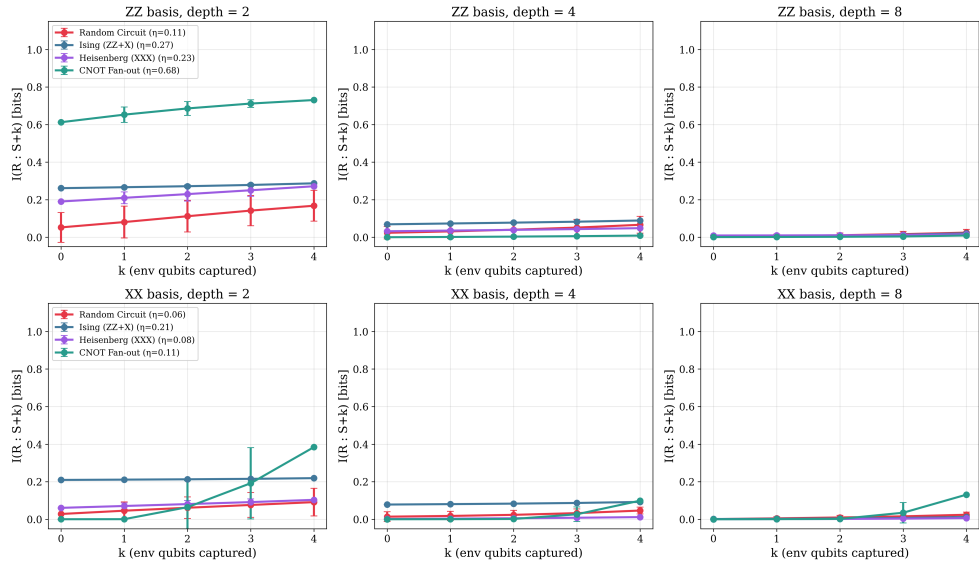 ZZ basis, depth = 2
I(R : S+k) [bits]
1.0
0.8
0.6
0.4
0.2
0.0
Random Circuit (η=0.11)
Ising (ZZ+X) (η=0.27)
Heisenberg (XXX) (η=0.23)
CNOT Fan-out (η=0.68)
0 1 2 3 4
k (env qubits captured)
ZZ basis, depth = 4
I(R : S+k) [bits]
1.0
0.8
0.6
0.4
0.2
0.0
0 1 2 3 4
k (env qubits captured)
ZZ basis, depth = 8
I(R : S+k) [bits]
1.0
0.8
0.6
0.4
0.2
0.0
0 1 2 3 4
k (env qubits captured)
XX basis, depth = 2
I(R : S+k) [bits]
1.0
0.8
0.6
0.4
0.2
0.0
Random Circuit (η=0.06)
Ising (ZZ+X) (η=0.21)
Heisenberg (XXX) (η=0.08)
CNOT Fan-out (η=0.11)
0 1 2 3 4
k (env qubits captured)
XX basis, depth = 4
I(R : S+k) [bits]
1.0
0.8
0.6
0.4
0.2
0.0
0 1 2 3 4
k (env qubits captured)
XX basis, depth = 8
I(R : S+k) [bits]
1.0
0.8
0.6
0.4
0.2
0.0
0 1 2 3 4
k (env qubits captured)